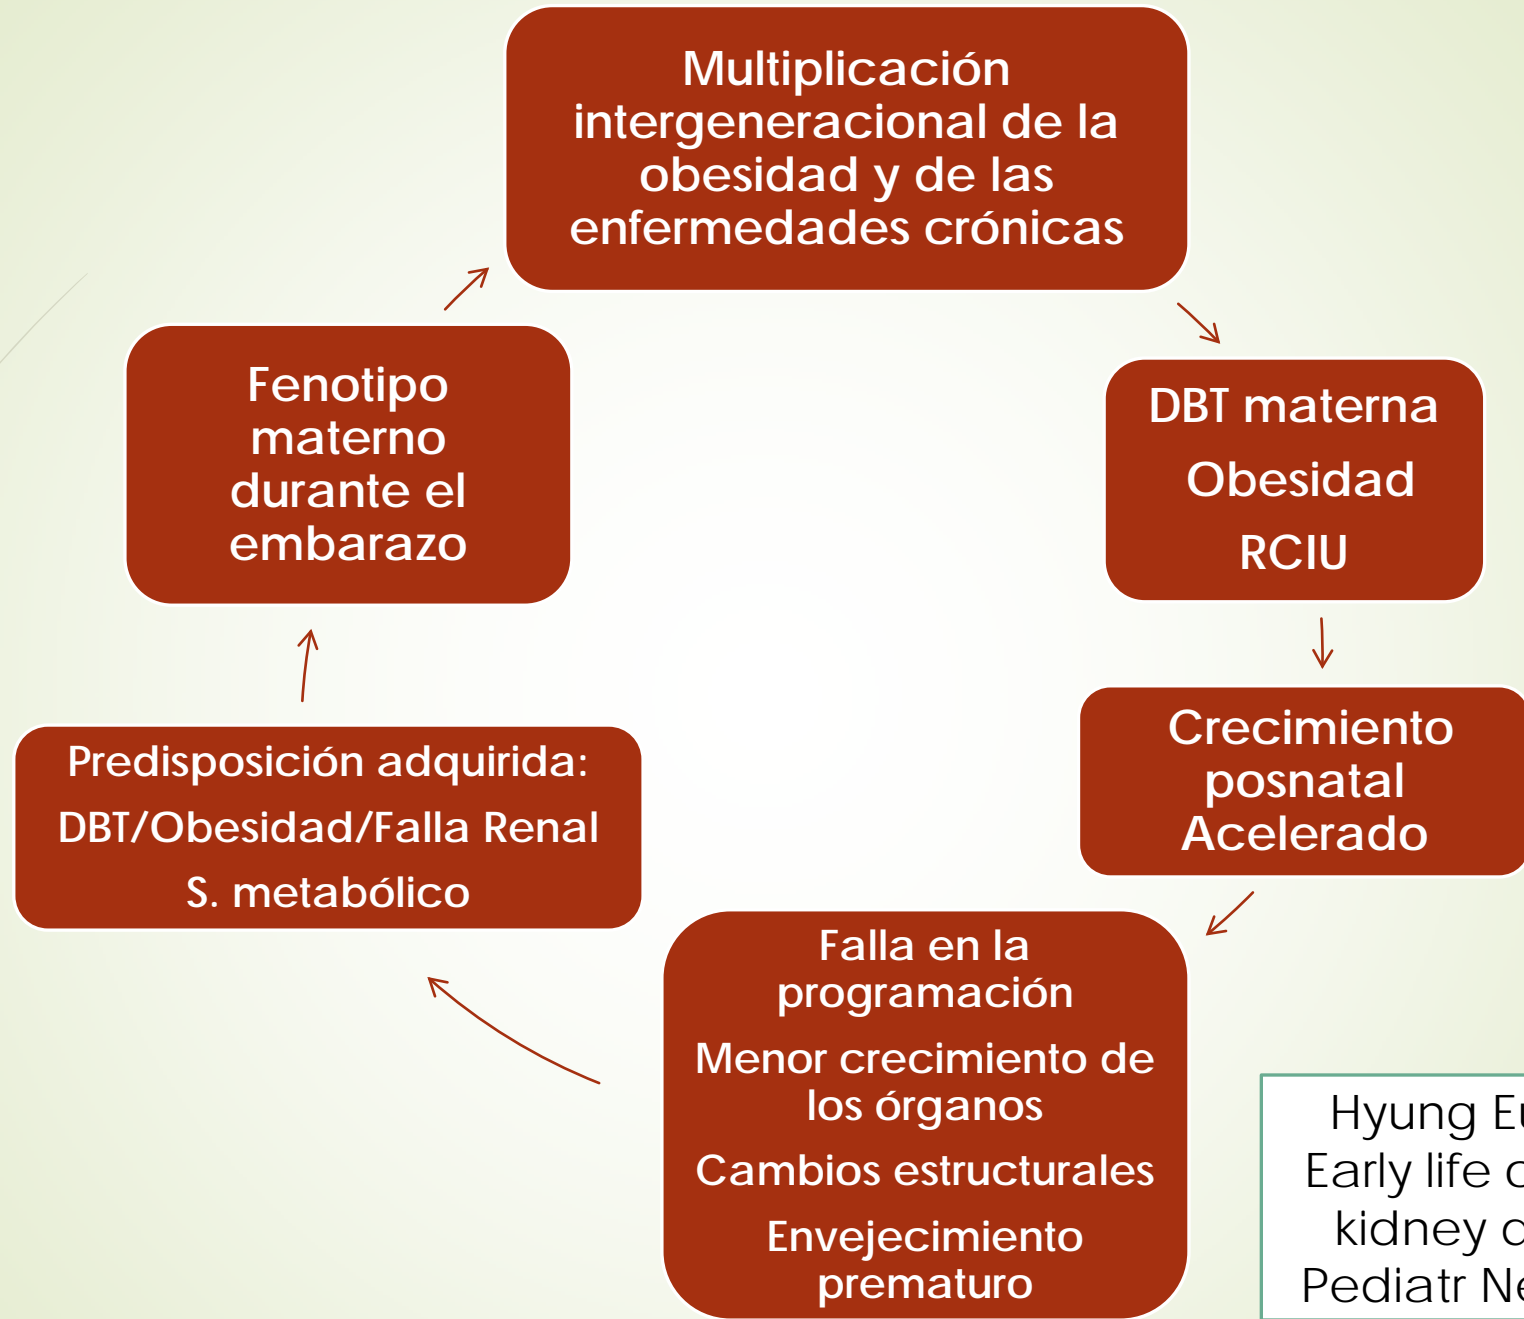 Multiplicación
intergeneracional de la
obesidad y de las
enfermedades crónicas
DBT materna
Obesidad
RCIU
Crecimiento
posnatal
Acelerado
Falla en la
programación
Menor crecimiento de
los órganos
Cambios estructurales
Envejecimiento
prematuro
Predisposición adquirida:
DBT/Obesidad/Falla Renal
S. metabólico
Fenotipo
materno
durante el
embarazo
Hyung
Early life
kidney
Pediatr